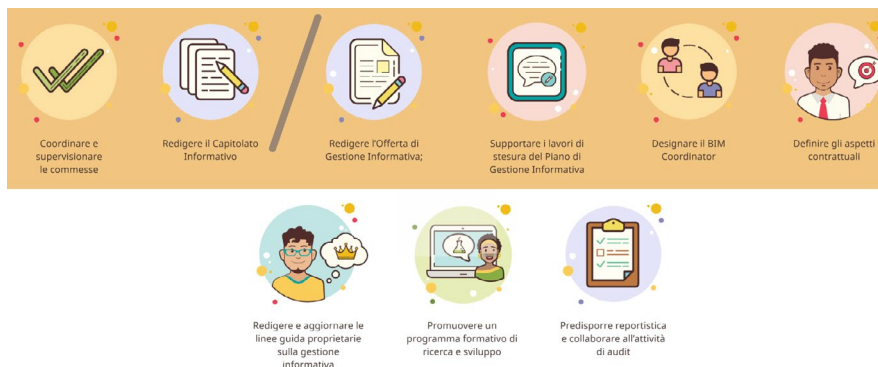 Coordinare e
supervisionare
le commesse
Redigere il Capitolato
Informativo
Redigere l'Offerta di
Gestione Informativa;
Supportare i lavori di
stesura del Piano di
Gestione Informativa
Designare il BIM
Coordinator
Definire gli aspetti
contrattuali
Redigere e aggiornare le
linee guida proprietarie
sulla gestione
informativa
Promuovere un
programma formativo di
ricerca e sviluppo
Predisporre reportistica
e collaborare all'attività
di audit